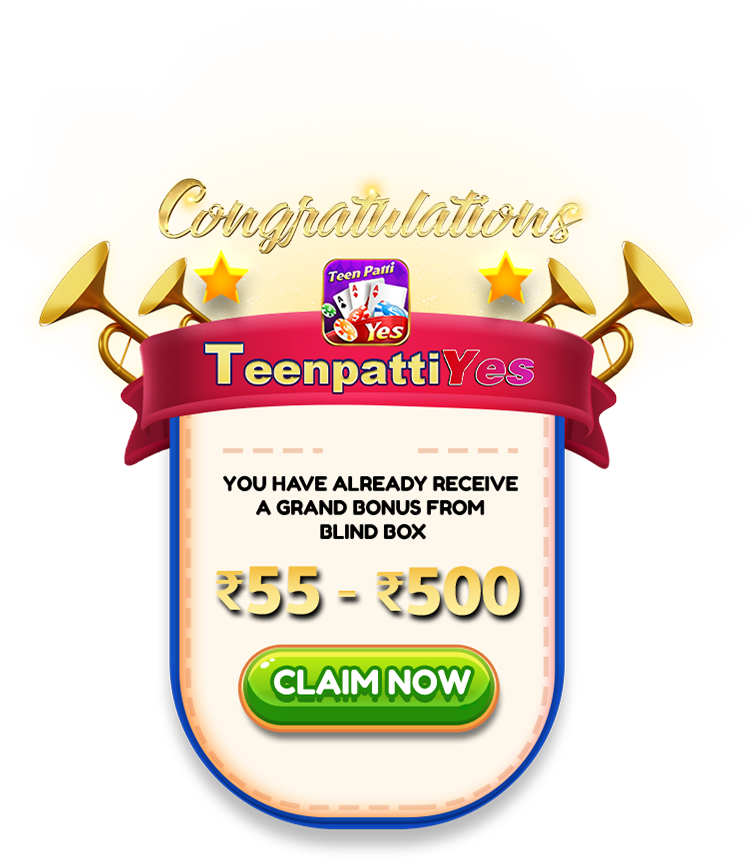 Congratulations
Teen Patti
Yes
TeenpattiYes
YOU HAVE ALREADY RECEIVE
A GRAND BONUS FROM
BLIND BOX
₹55 - ₹500
CLAIM NOW